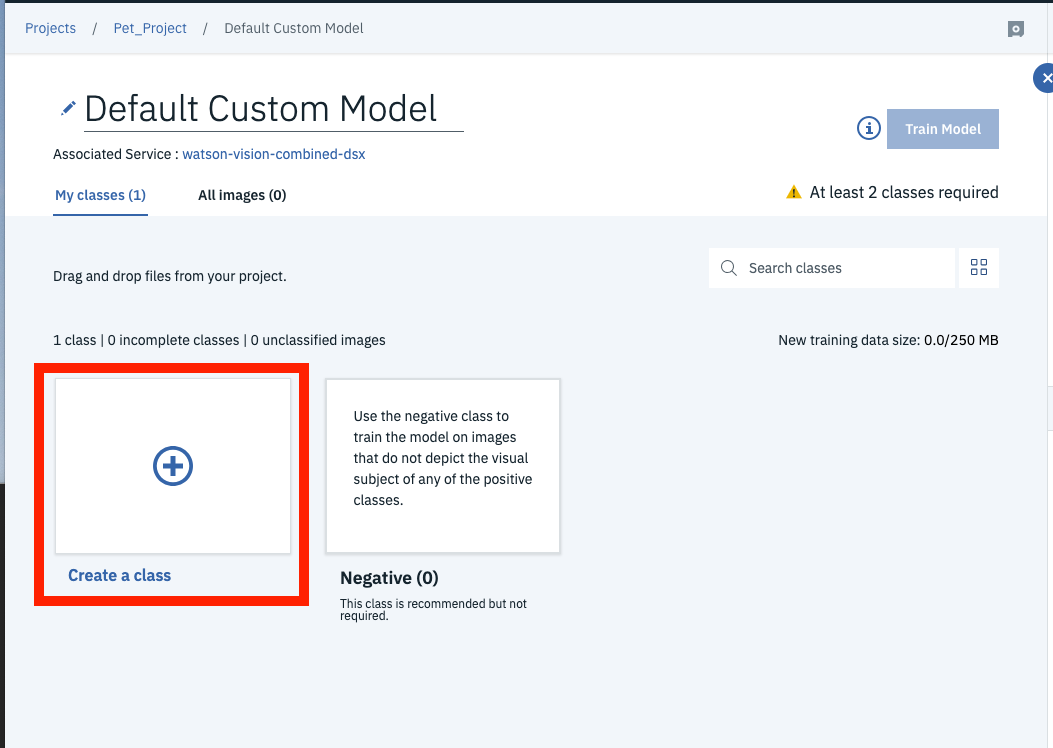 Projects / Pet_Project / Default Custom Model
Default Custom Model
Train Model
Associated Service : watson-vision-combined-dsx
My classes (1) All images (0)
At least 2 classes required
Drag and drop files from your project.
Search classes
1 class | 0 incomplete classes | 0 unclassified images
New training data size: 0.0/250 MB
Create a class
Use the negative class to
train the model on images
that do not depict the visual
subject of any of the positive
classes.
Negative (0)
This class is recommended but not
required.